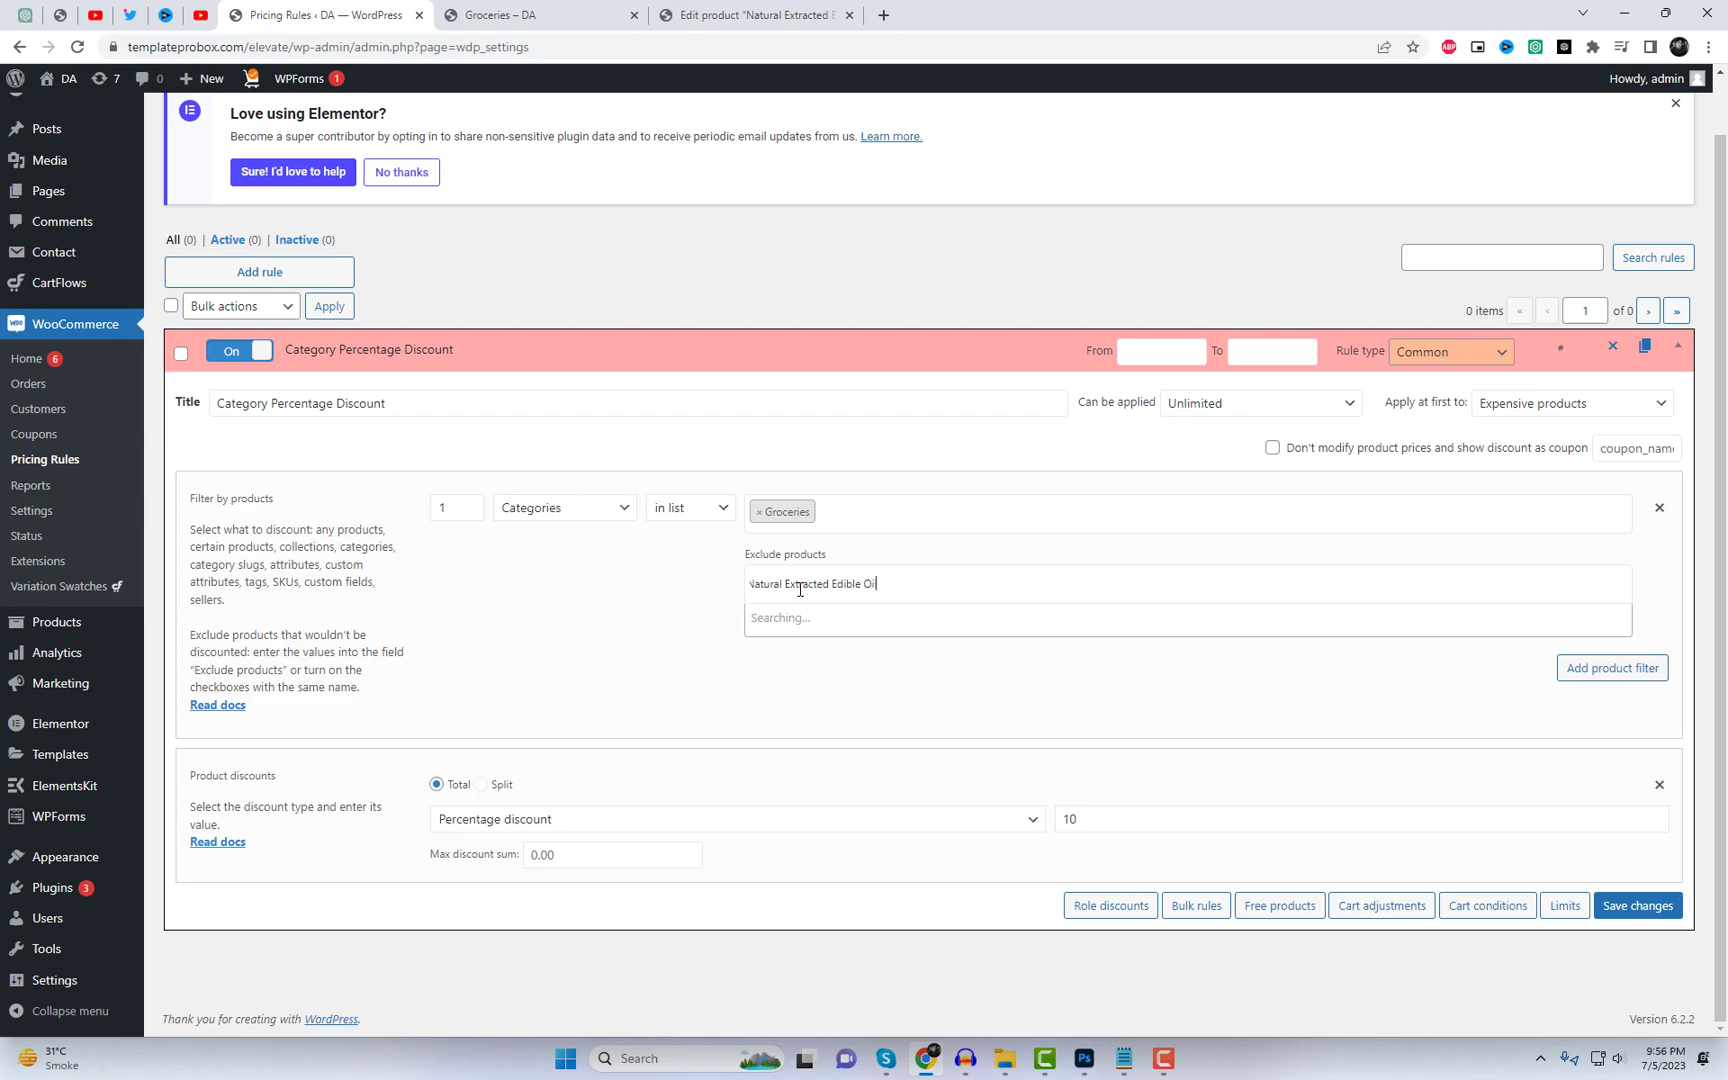 Pricing Rules ‹ DA — WordPress
Groceries – DA
Edit product "Natural Extracted E
templateprobox.com/elevate/wp-admin/admin.php?page=wdp_settings
DA
7
0
New
WPForms 1
Howdy, admin
Posts
Media
Pages
Comments
Contact
CartFlows
WooCommerce
Home 6
Orders
Customers
Coupons
Pricing Rules
Reports
Settings
Status
Extensions
Variation Swatches
Products
Analytics
Marketing
Elementor
Templates
ElementsKit
WPForms
Appearance
Plugins 3
Users
Tools
Settings
Collapse menu
Love using Elementor?
Become a super contributor by opting in to share non-sensitive plugin data and to receive periodic email updates from us. Learn more.
Sure! I'd love to help
No thanks
All (0) | Active (0) | Inactive (0)
Add rule
Search rules
Bulk actions
Apply
0 items « ‹ 1 of 0 › »
On
Category Percentage Discount
From
To
Rule type
Common
#
Title
Category Percentage Discount
Can be applied
Unlimited
Apply at first to:
Expensive products
Don't modify product prices and show discount as coupon
coupon_name
Filter by products
1
Categories
in list
× Groceries
Select what to discount: any products,
certain products, collections, categories,
category slugs, attributes, custom
attributes, tags, SKUs, custom fields,
sellers.
Exclude products
Natural Extracted Edible Oil
Searching...
Exclude products that wouldn't be
discounted: enter the values into the field
"Exclude products" or turn on the
checkboxes with the same name.
Read docs
Add product filter
Product discounts
Total
Split
Select the discount type and enter its
value.
Read docs
Percentage discount
10
Max discount sum:
0.00
Role discounts
Bulk rules
Free products
Cart adjustments
Cart conditions
Limits
Save changes
Thank you for creating with WordPress.
Version 6.2.2
31°C
Smoke
Search
9:56 PM
7/5/2023